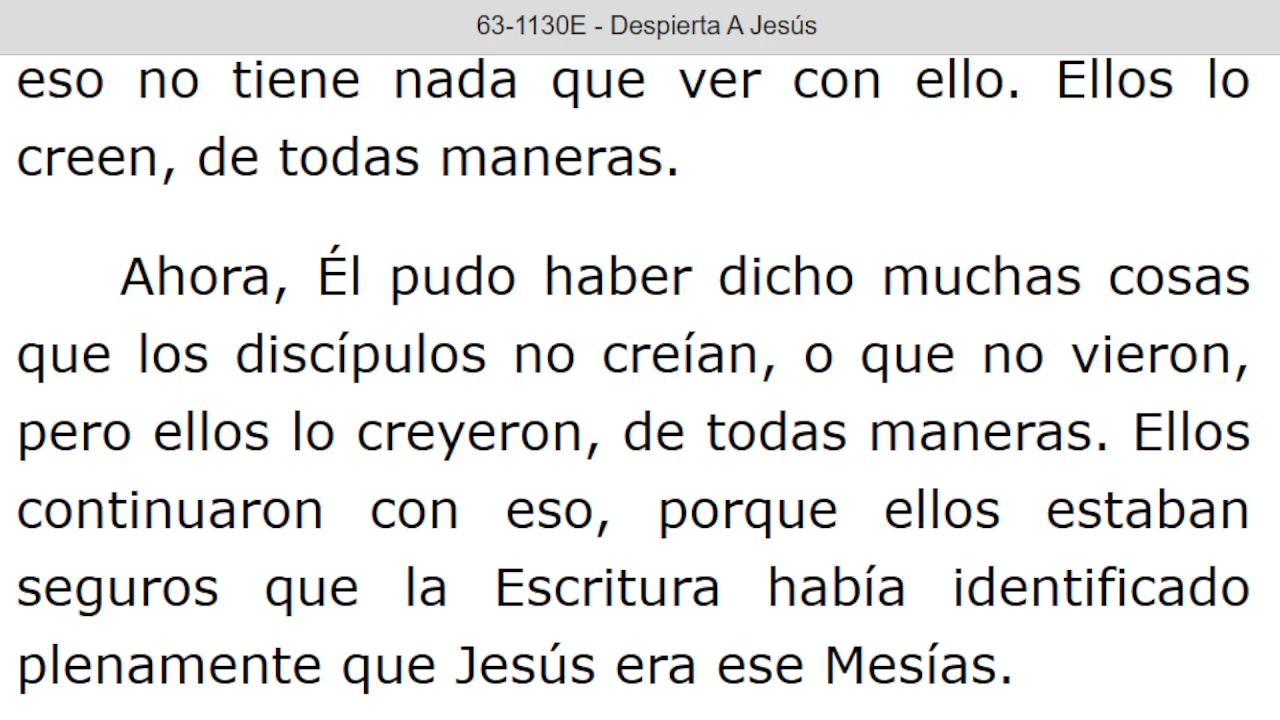 63-1130E - Despierta A Jesús
eso no tiene nada que ver con ello. Ellos lo
creen, de todas maneras.
Ahora, Él pudo haber dicho muchas cosas
que los discípulos no creían, o que no vieron,
pero ellos lo creyeron, de todas maneras. Ellos
continuaron con eso, porque ellos estaban
seguros que la Escritura había identificado
plenamente que Jesús era ese Mesías.